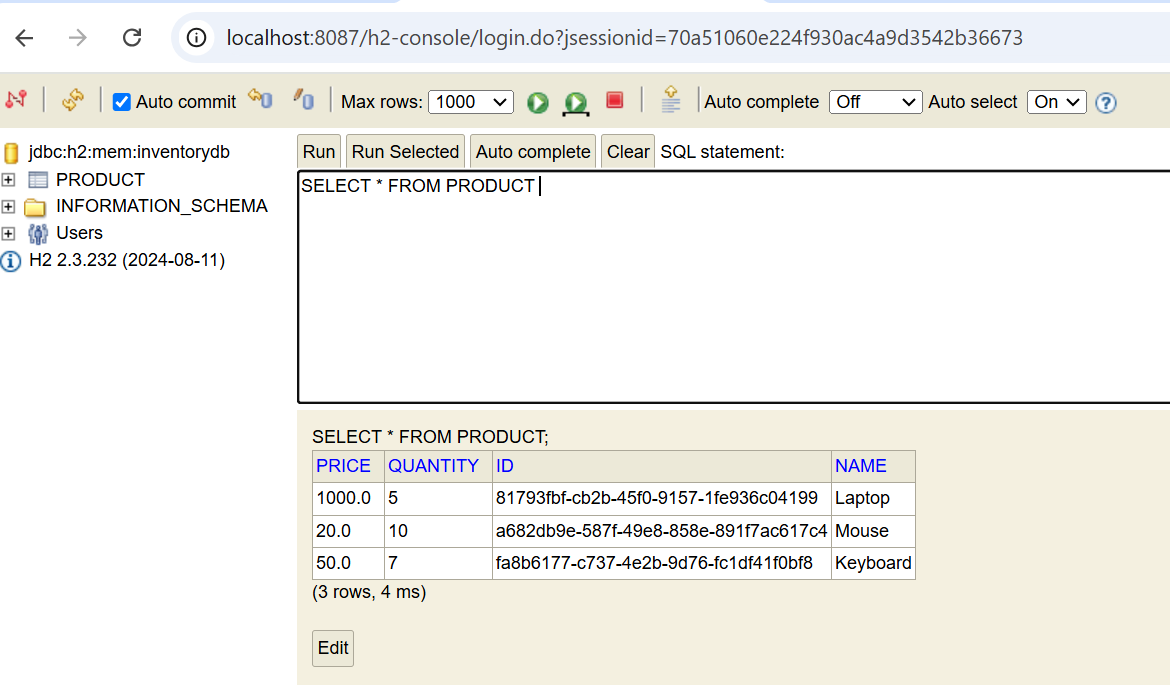 localhost:8087/h2-console/login.do?jsessionid=70a51060e224f930ac4a9d3542b36673
Auto commit Max rows: 1000 Auto complete Off Auto select On
jdbc:h2:mem:inventorydb
PRODUCT
INFORMATION_SCHEMA
Users
H2 2.3.232 (2024-08-11)
Run Run Selected Auto complete Clear SQL statement:
SELECT * FROM PRODUCT
SELECT * FROM PRODUCT;
PRICE QUANTITY ID NAME
1000.0 5 81793fbf-cb2b-45f0-9157-1fe936c04199 Laptop
20.0 10 a682db9e-587f-49e8-858e-891f7ac617c4 Mouse
50.0 7 fa8b6177-c737-4e2b-9d76-fc1df41f0bf8 Keyboard
(3 rows, 4 ms)
Edit